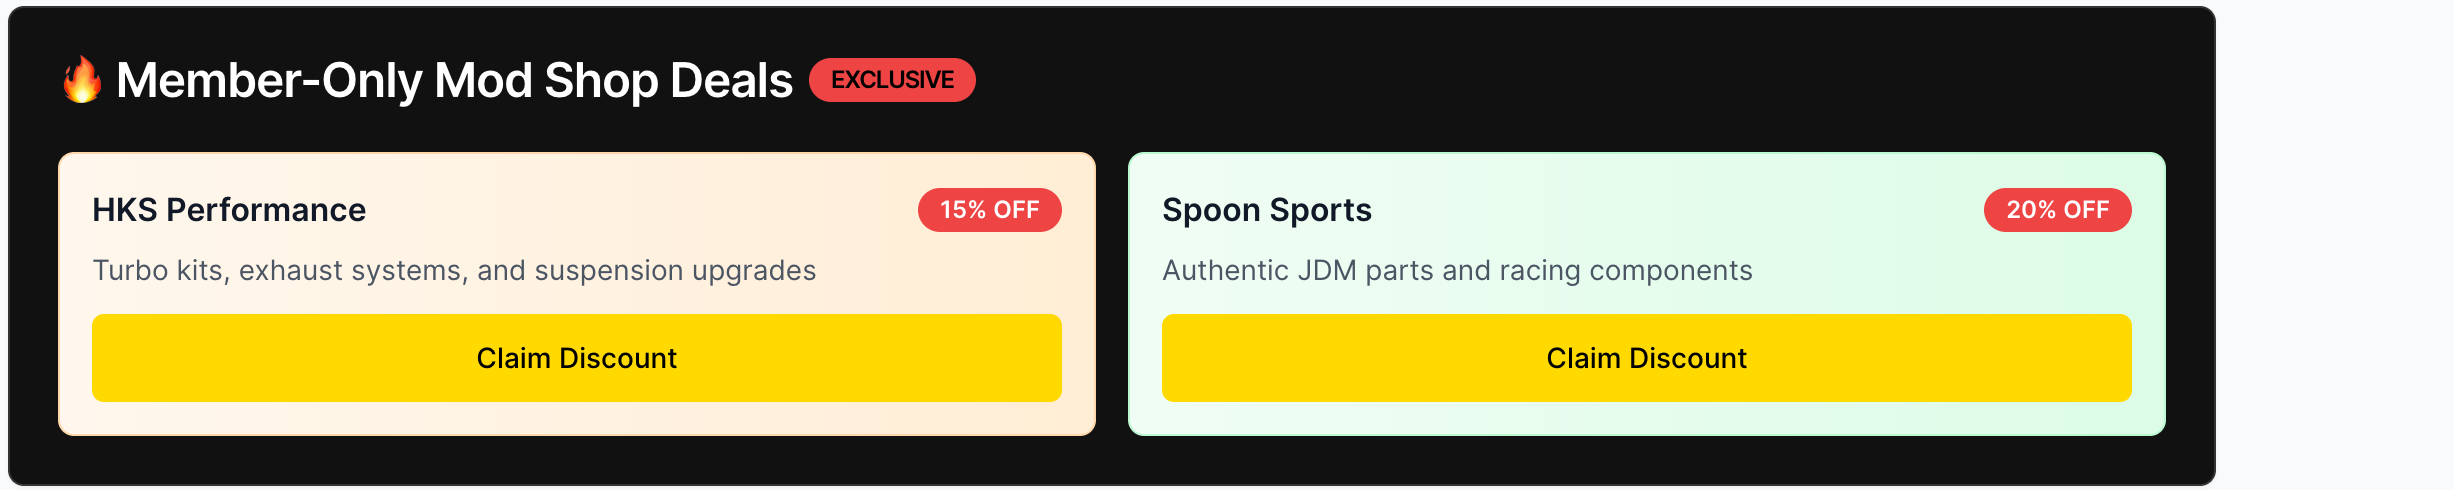 🔥 Member-Only Mod Shop Deals EXCLUSIVE
HKS Performance 15% OFF
Turbo kits, exhaust systems, and suspension upgrades
Claim Discount
Spoon Sports 20% OFF
Authentic JDM parts and racing components
Claim Discount